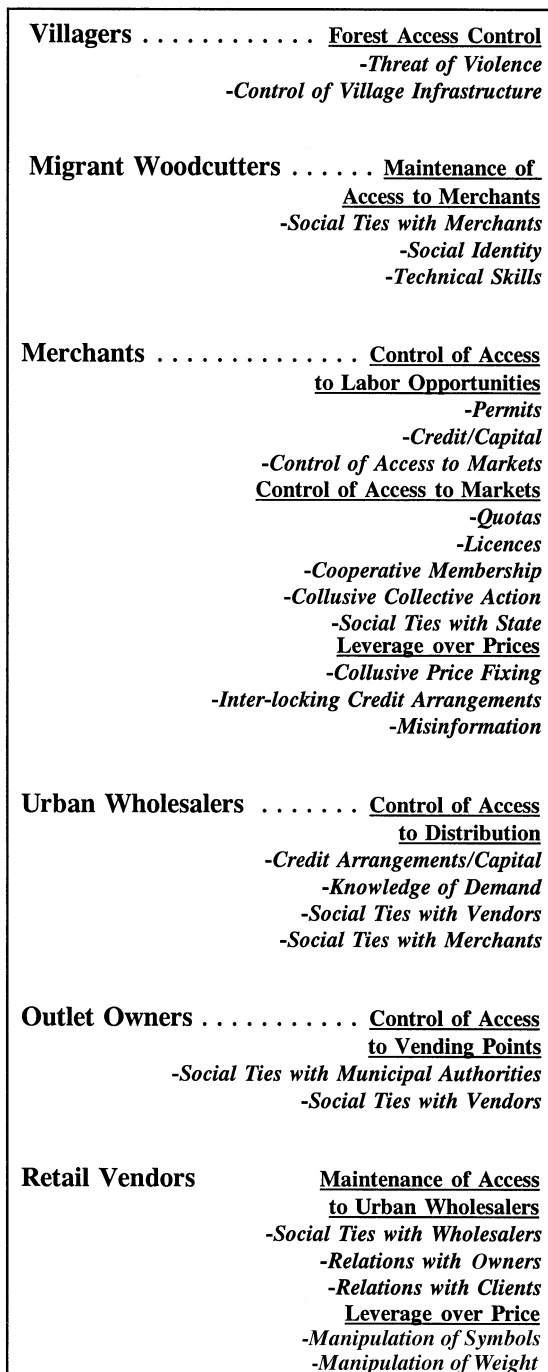 Villagers . . . . . . . . . . . . Forest Access Control
-Threat of Violence
-Control of Village Infrastructure
Migrant Woodcutters . . . . . . Maintenance of
Access to Merchants
-Social Ties with Merchants
-Social Identity
-Technical Skills
Merchants . . . . . . . . . . . . . . Control of Access
to Labor Opportunities
-Permits
-Credit/Capital
-Control of Access to Markets
Control of Access to Markets
-Quotas
-Licences
-Cooperative Membership
-Collusive Collective Action
-Social Ties with State
Leverage over Prices
-Collusive Price Fixing
-Inter-locking Credit Arrangements
-Misinformation
Urban Wholesalers . . . . . . . Control of Access
to Distribution
-Credit Arrangements/Capital
-Knowledge of Demand
-Social Ties with Vendors
-Social Ties with Merchants
Outlet Owners . . . . . . . . . . . Control of Access
to Vending Points
-Social Ties with Municipal Authorities
-Social Ties with Vendors
Retail Vendors Maintenance of Access
to Urban Wholesalers
-Social Ties with Wholesalers
-Relations with Owners
-Relations with Clients
Leverage over Price
-Manipulation of Symbols
-Manipulation of Weight